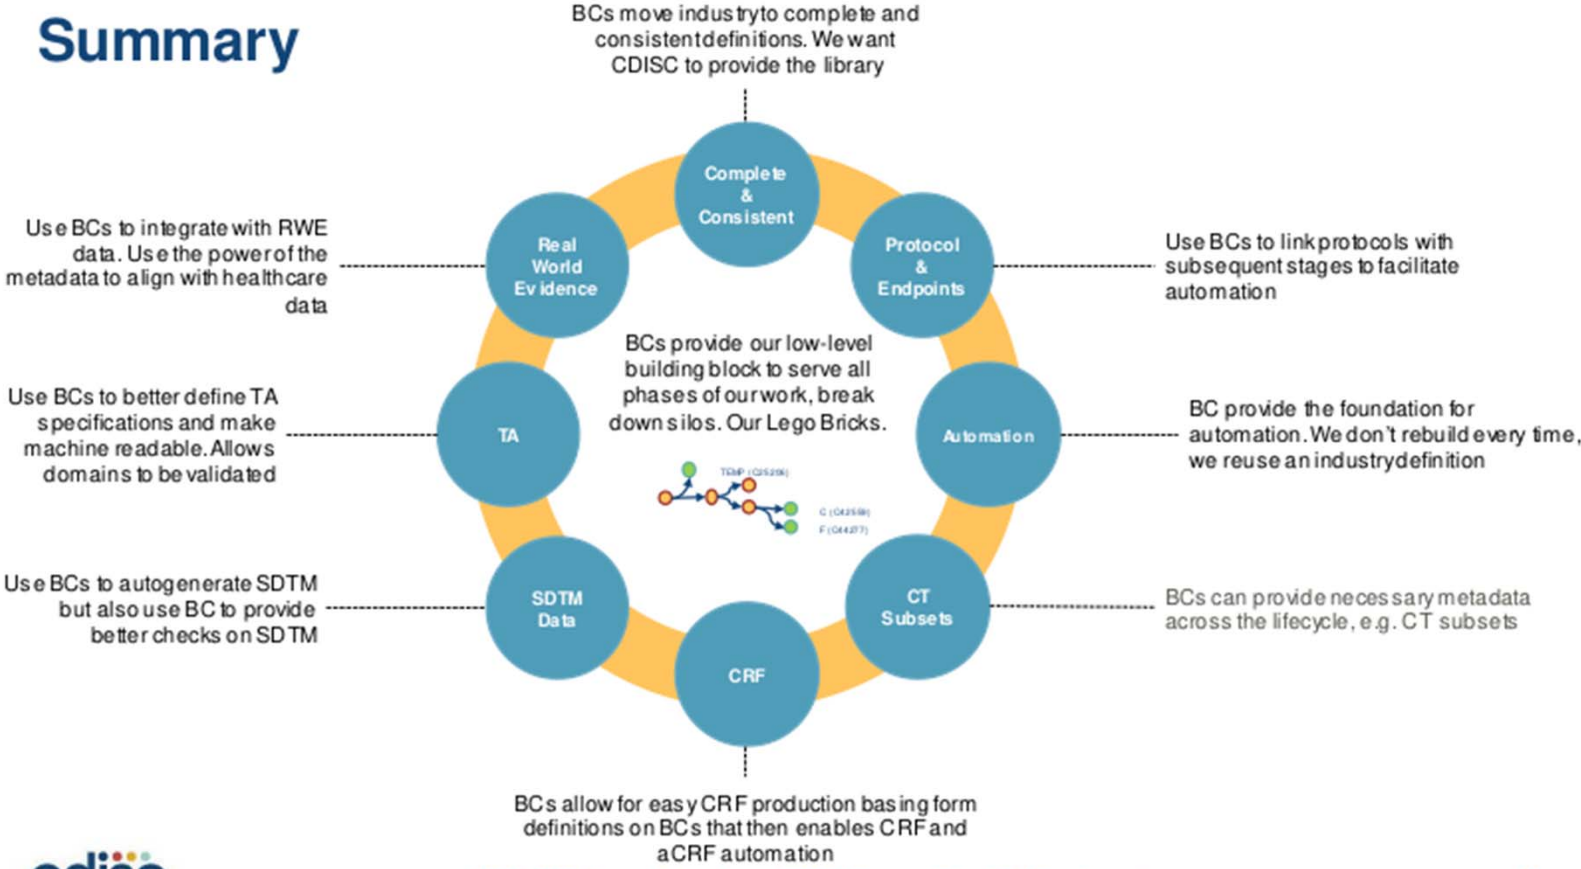 Summary
BCs move industry to complete and
consistent definitions. We want
CDISC to provide the library
Complete
&
Consistent
Real
World
Evidence
Protocol
&
Endpoints
Use BCs to integrate with RWE
data. Use the power of the
metadata to align with healthcare
data
Use BCs to link protocols with
subsequent stages to facilitate
automation
BCs provide our low-level
building block to serve all
phases of our work, break
down silos. Our Lego Bricks.
Use BCs to better define TA
specifications and make
machine readable. Allows
domains to be validated
TA
Automation
BC provide the foundation for
automation. We don't rebuild every time,
we reuse an industry definition
TEMP
C
F
Use BCs to autogenerate SDTM
but also use BC to provide
better checks on SDTM
SDTM
Data
CT
Subsets
BCs can provide necessary metadata
across the lifecycle, e.g. CT subsets
CRF
BCs allow for easy CRF production basing form
definitions on BCs that then enables CRF and
aCRF automation
cdisc